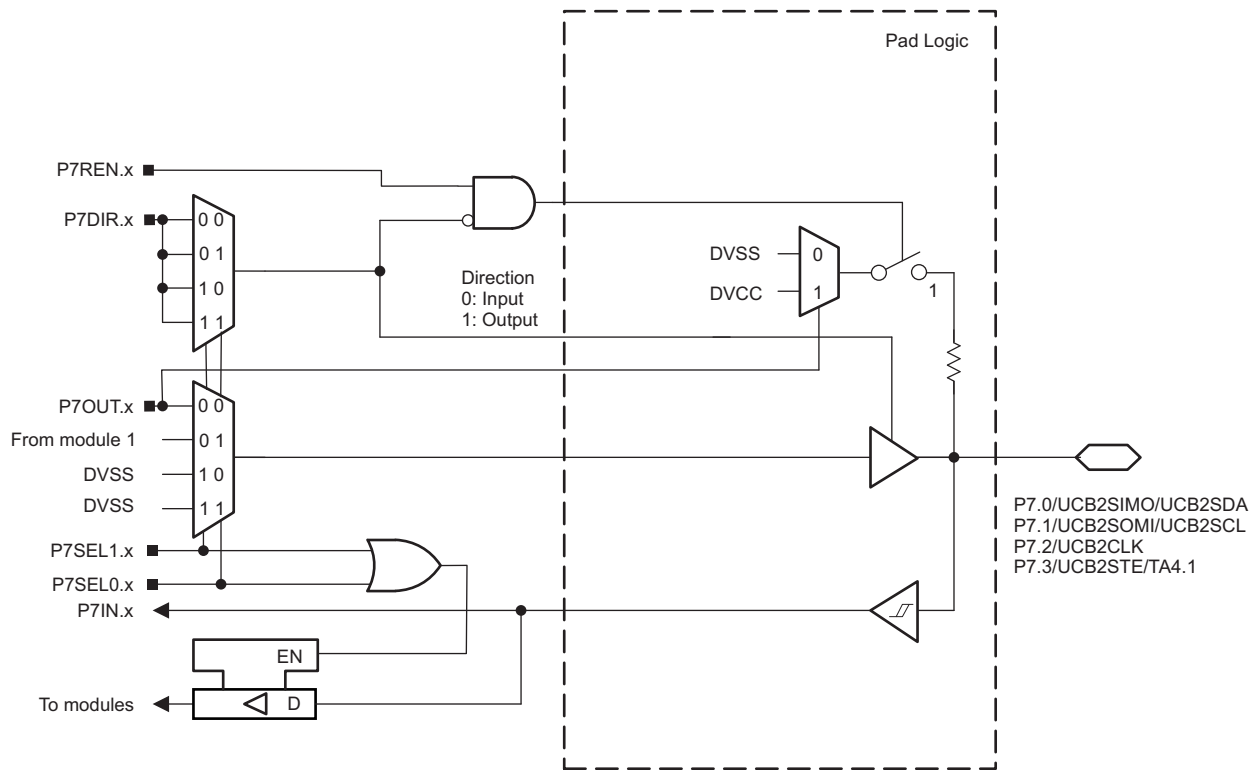 Pad Logic
P7REN.x
P7DIR.x
0 0
0 1
1 0
1 1
Direction
0: Input
1: Output
DVSS
0
DVCC
1
1
P7OUT.x
0 0
From module 1
0 1
DVSS
1 0
DVSS
1 1
P7SEL1.x
P7SEL0.x
P7IN.x
EN
To modules
D
P7.0/UCB2SIMO/UCB2SDA
P7.1/UCB2SOMI/UCB2SCL
P7.2/UCB2CLK
P7.3/UCB2STE/TA4.1